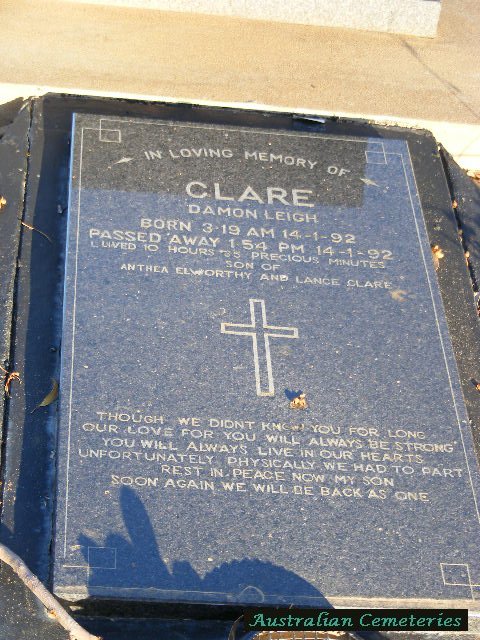 IN LOVING MEMORY OF
CLARE
DAMON LEIGH
BORN 3·19 AM 14-1-92
PASSED AWAY 1·54 PM 14-1-92
LUIVED 10 HOURS 35 PRECIOUS MINUTES
SON OF
ANTHEA ELWORTHY AND LANCE CLARE
THOUGH WE DIDNT KNOW YOU FOR LONG
OUR LOVE FOR YOU WILL ALWAYS BE STRONG
YOU WILL ALWAYS LIVE IN OUR HEARTS
UNFORTUNATELY PHYSICALLY WE HAD TO PART
REST IN PEACE NOW MY SON
SOON AGAIN WE WILL BE BACK AS ONE
Australian Cemeteries